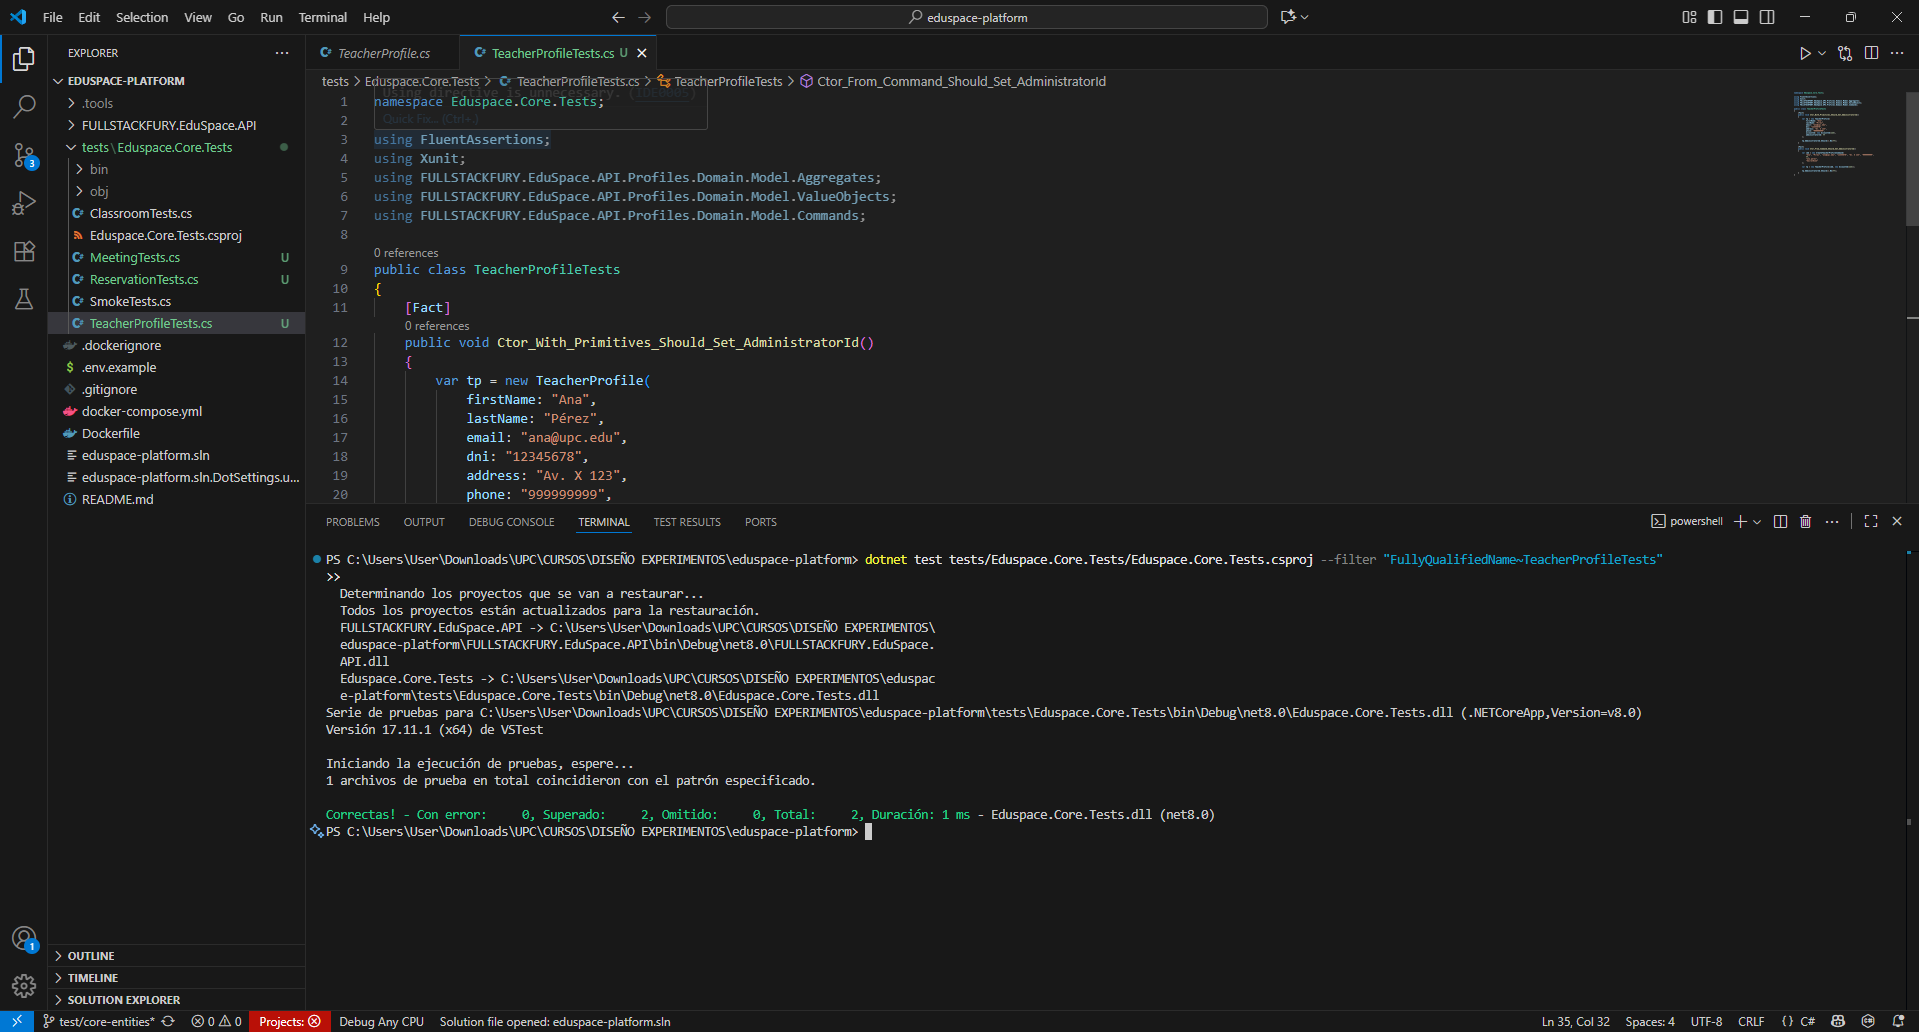 File Edit Selection View Go Run Terminal Help
eduspace-platform
EXPLORER
EDUSPACE-PLATFORM
.tools
FULLSTACKFURY.EduSpace.API
tests\Eduspace.Core.Tests
bin
obj
ClassroomTests.cs
Eduspace.Core.Tests.csproj
MeetingTests.cs U
ReservationTests.cs U
SmokeTests.cs
TeacherProfileTests.cs U
.dockerignore
.env.example
.gitignore
docker-compose.yml
Dockerfile
eduspace-platform.sln
eduspace-platform.sln.DotSettings.u...
README.md
OUTLINE
TIMELINE
SOLUTION EXPLORER
3
1
TeacherProfile.cs
TeacherProfileTests.cs U
tests > Eduspace.Core.Tests > TeacherProfileTests.cs > TeacherProfileTests > Ctor_From_Command_Should_Set_AdministratorId
Using directive is unnecessary. (IDE0005)
Quick Fix... (Ctrl+.)
1 namespace Eduspace.Core.Tests;
2
3 using FluentAssertions;
4 using Xunit;
5 using FULLSTACKFURY.EduSpace.API.Profiles.Domain.Model.Aggregates;
6 using FULLSTACKFURY.EduSpace.API.Profiles.Domain.Model.ValueObjects;
7 using FULLSTACKFURY.EduSpace.API.Profiles.Domain.Model.Commands;
8
0 references
9 public class TeacherProfileTests
10 {
11 [Fact]
0 references
12 public void Ctor_With_Primitives_Should_Set_AdministratorId()
13 {
14 var tp = new TeacherProfile(
15 firstName: "Ana",
16 lastName: "Pérez",
17 email: "ana@upc.edu",
18 dni: "12345678",
19 address: "Av. X 123",
20 phone: "999999999",
PROBLEMS OUTPUT DEBUG CONSOLE TERMINAL TEST RESULTS PORTS
powershell
PS C:\Users\User\Downloads\UPC\CURSOS\DISEÑO EXPERIMENTOS\eduspace-platform> dotnet test tests/Eduspace.Core.Tests/Eduspace.Core.Tests.csproj --filter "FullyQualifiedName~TeacherProfileTests"
>>
Determinando los proyectos que se van a restaurar...
Todos los proyectos están actualizados para la restauración.
FULLSTACKFURY.EduSpace.API -> C:\Users\User\Downloads\UPC\CURSOS\DISEÑO EXPERIMENTOS\
eduspace-platform\FULLSTACKFURY.EduSpace.API\bin\Debug\net8.0\FULLSTACKFURY.EduSpace.
API.dll
Eduspace.Core.Tests -> C:\Users\User\Downloads\UPC\CURSOS\DISEÑO EXPERIMENTOS\eduspac
e-platform\tests\Eduspace.Core.Tests\bin\Debug\net8.0\Eduspace.Core.Tests.dll
Serie de pruebas para C:\Users\User\Downloads\UPC\CURSOS\DISEÑO EXPERIMENTOS\eduspace-platform\tests\Eduspace.Core.Tests\bin\Debug\net8.0\Eduspace.Core.Tests.dll (.NETCoreApp,Version=v8.0)
Versión 17.11.1 (x64) de VSTest
Iniciando la ejecución de pruebas, espere...
1 archivos de prueba en total coincidieron con el patrón especificado.
Correctas! - Con error: 0, Superado: 2, Omitido: 0, Total: 2, Duración: 1 ms - Eduspace.Core.Tests.dll (net8.0)
PS C:\Users\User\Downloads\UPC\CURSOS\DISEÑO EXPERIMENTOS\eduspace-platform>
test/core-entities* 0 0 Projects: Debug Any CPU Solution file opened: eduspace-platform.sln Ln 35, Col 32 Spaces: 4 UTF-8 CRLF {} C#